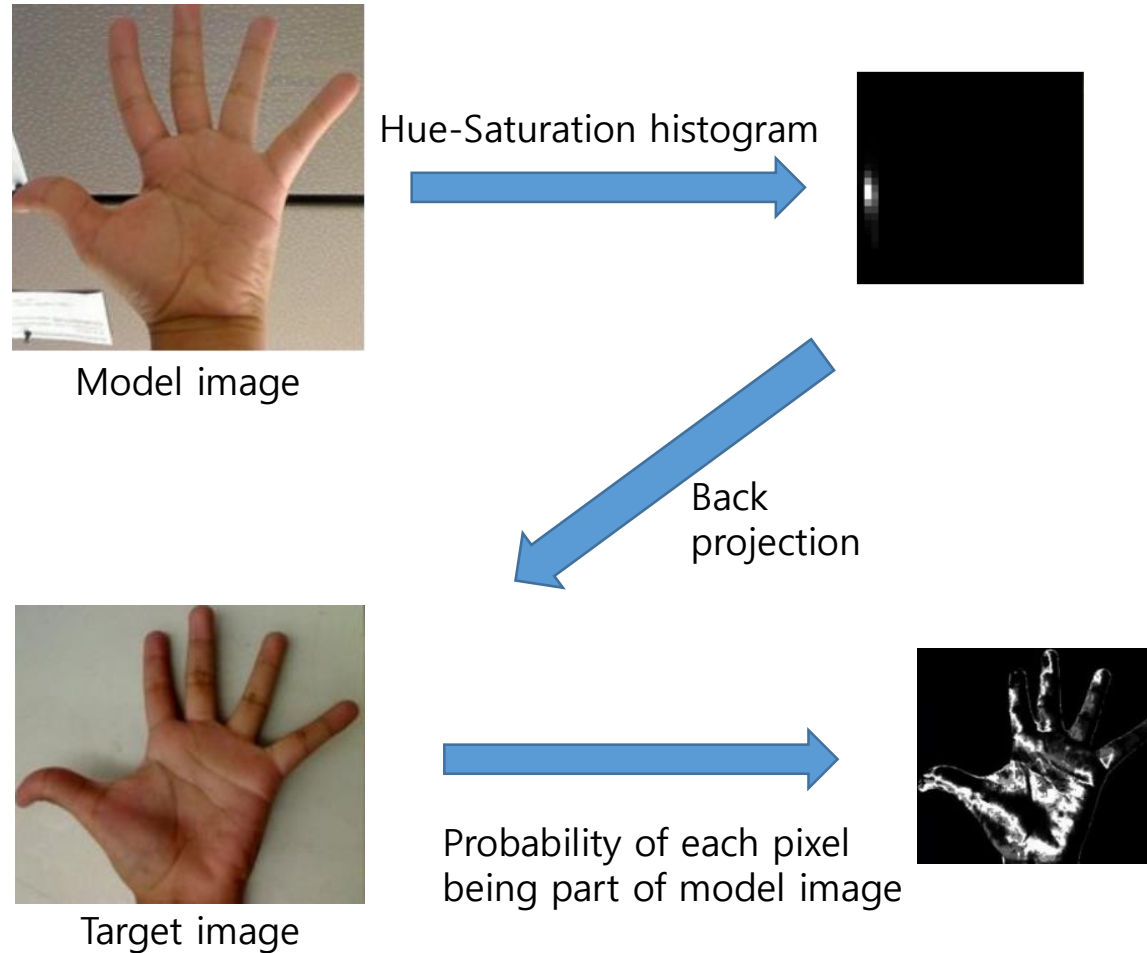 Hue-Saturation histogram
Model image
Back
projection
Probability of each pixel
being part of model image
Target image